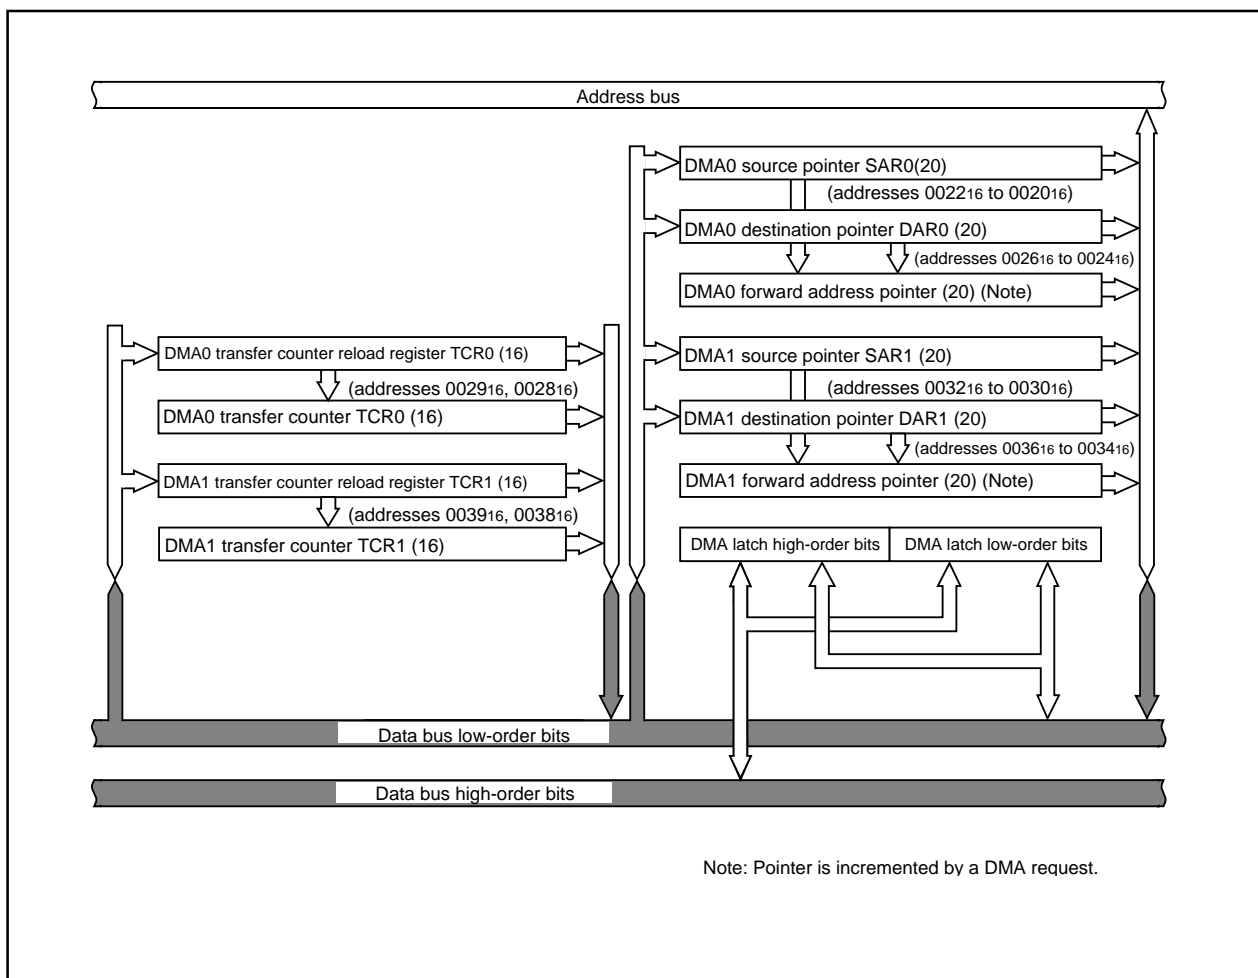 Address bus
DMA0 source pointer SAR0(20)
(addresses 002216 to 002016)
DMA0 destination pointer DAR0 (20)
(addresses 002616 to 002416)
DMA0 forward address pointer (20) (Note)
DMA0 transfer counter reload register TCR0 (16)
(addresses 002916, 002816)
DMA0 transfer counter TCR0 (16)
DMA1 transfer counter reload register TCR1 (16)
(addresses 003916, 003816)
DMA1 transfer counter TCR1 (16)
DMA1 source pointer SAR1 (20)
(addresses 003216 to 003016)
DMA1 destination pointer DAR1 (20)
(addresses 003616 to 003416)
DMA1 forward address pointer (20) (Note)
DMA latch high-order bits
DMA latch low-order bits
Data bus low-order bits
Data bus high-order bits
Note: Pointer is incremented by a DMA request.